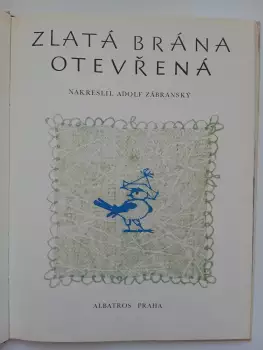 ZLATÁ BRÁNA
OTEVŘENÁ
NAKRESLIL ADOLF ZÁBRANSKÝ
ALBATROS PRAHA